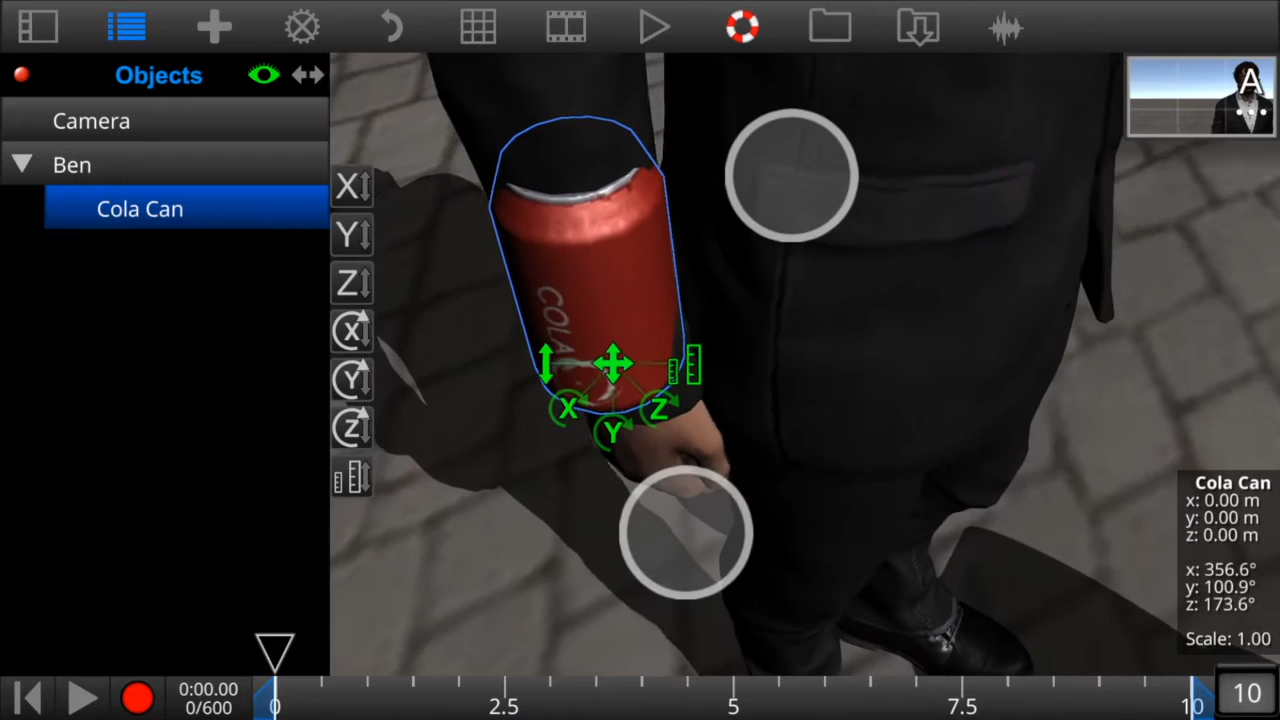 Objects
A
Camera
Ben
Cola Can
X
Y
Z
X
Y
Z
COLA
X
Z
Y
Cola Can
x: 0.00 m
y: 0.00 m
z: 0.00 m
x: 356.6°
y: 100.9°
z: 173.6°
Scale: 1.00
0:00.00
0/600
0
2.5
5
7.5
10
10